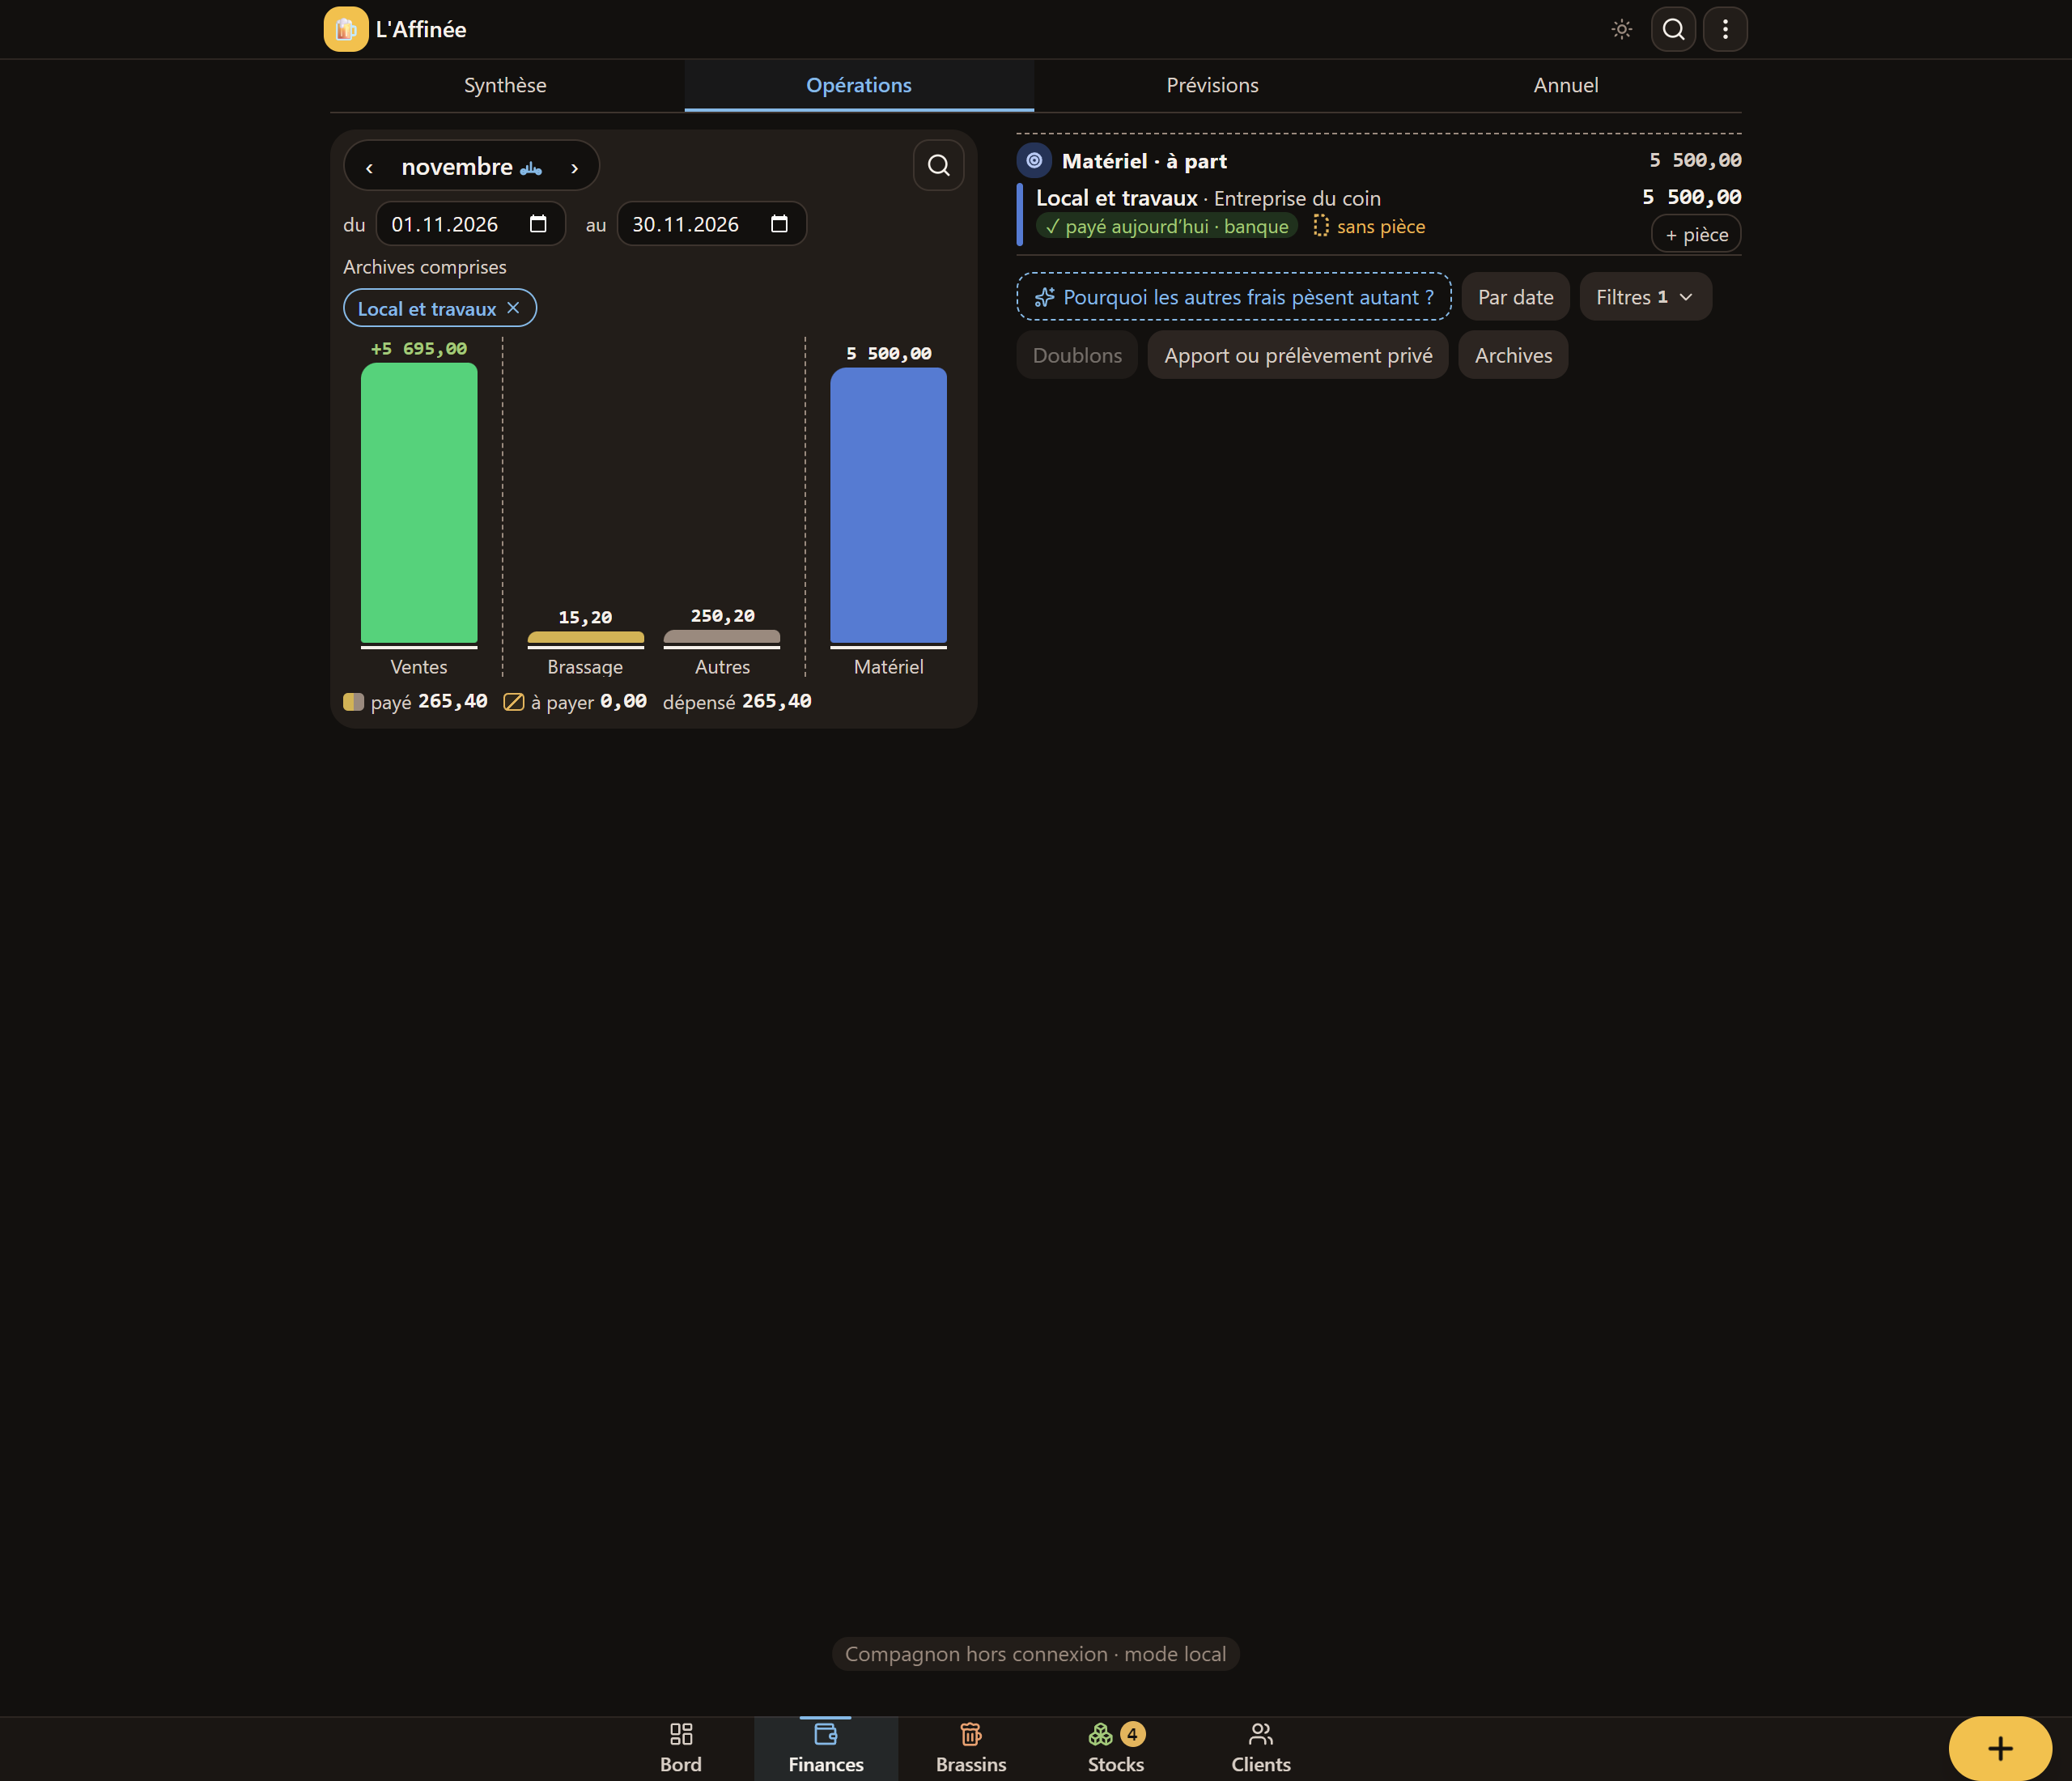 L'Affinée
Synthèse
Opérations
Prévisions
Annuel
‹ novembre ›
du 01.11.2026 au 30.11.2026
Archives comprises
Local et travaux ×
+5 695,00
5 500,00
15,20
250,20
Ventes
Brassage
Autres
Matériel
payé 265,40 à payer 0,00 dépensé 265,40
Matériel · à part 5 500,00
Local et travaux · Entreprise du coin 5 500,00
✓ payé aujourd'hui · banque sans pièce + pièce
Pourquoi les autres frais pèsent autant ? Par date Filtres 1
Doublons Apport ou prélèvement privé Archives
Compagnon hors connexion · mode local
Bord
Finances
Brassins
4
Stocks
Clients
+